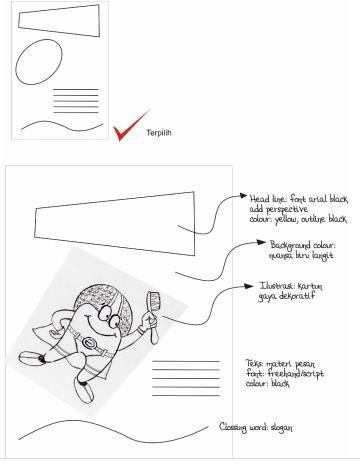 Terpilih
Head line: font arial black
add perspective
colour: yellow, outline black
Background colour:
nuansa biru langit
Ilustrasi: kartun
gaya dekoratif
Teks: materi pesan
font: freehand/script
colour: black
Clossing word: slogan